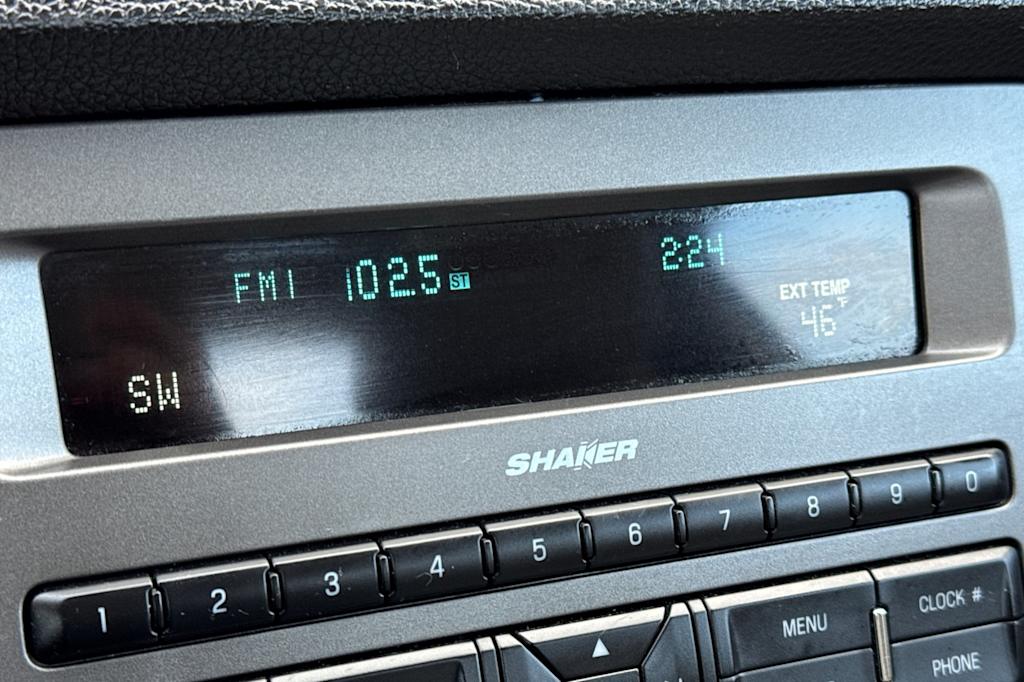 FM1 102.5 ST 2:24
EXT TEMP
46 °F
SW
SHAKER
1 2 3 4 5 6 7 8 9 0
MENU CLOCK #
PHONE